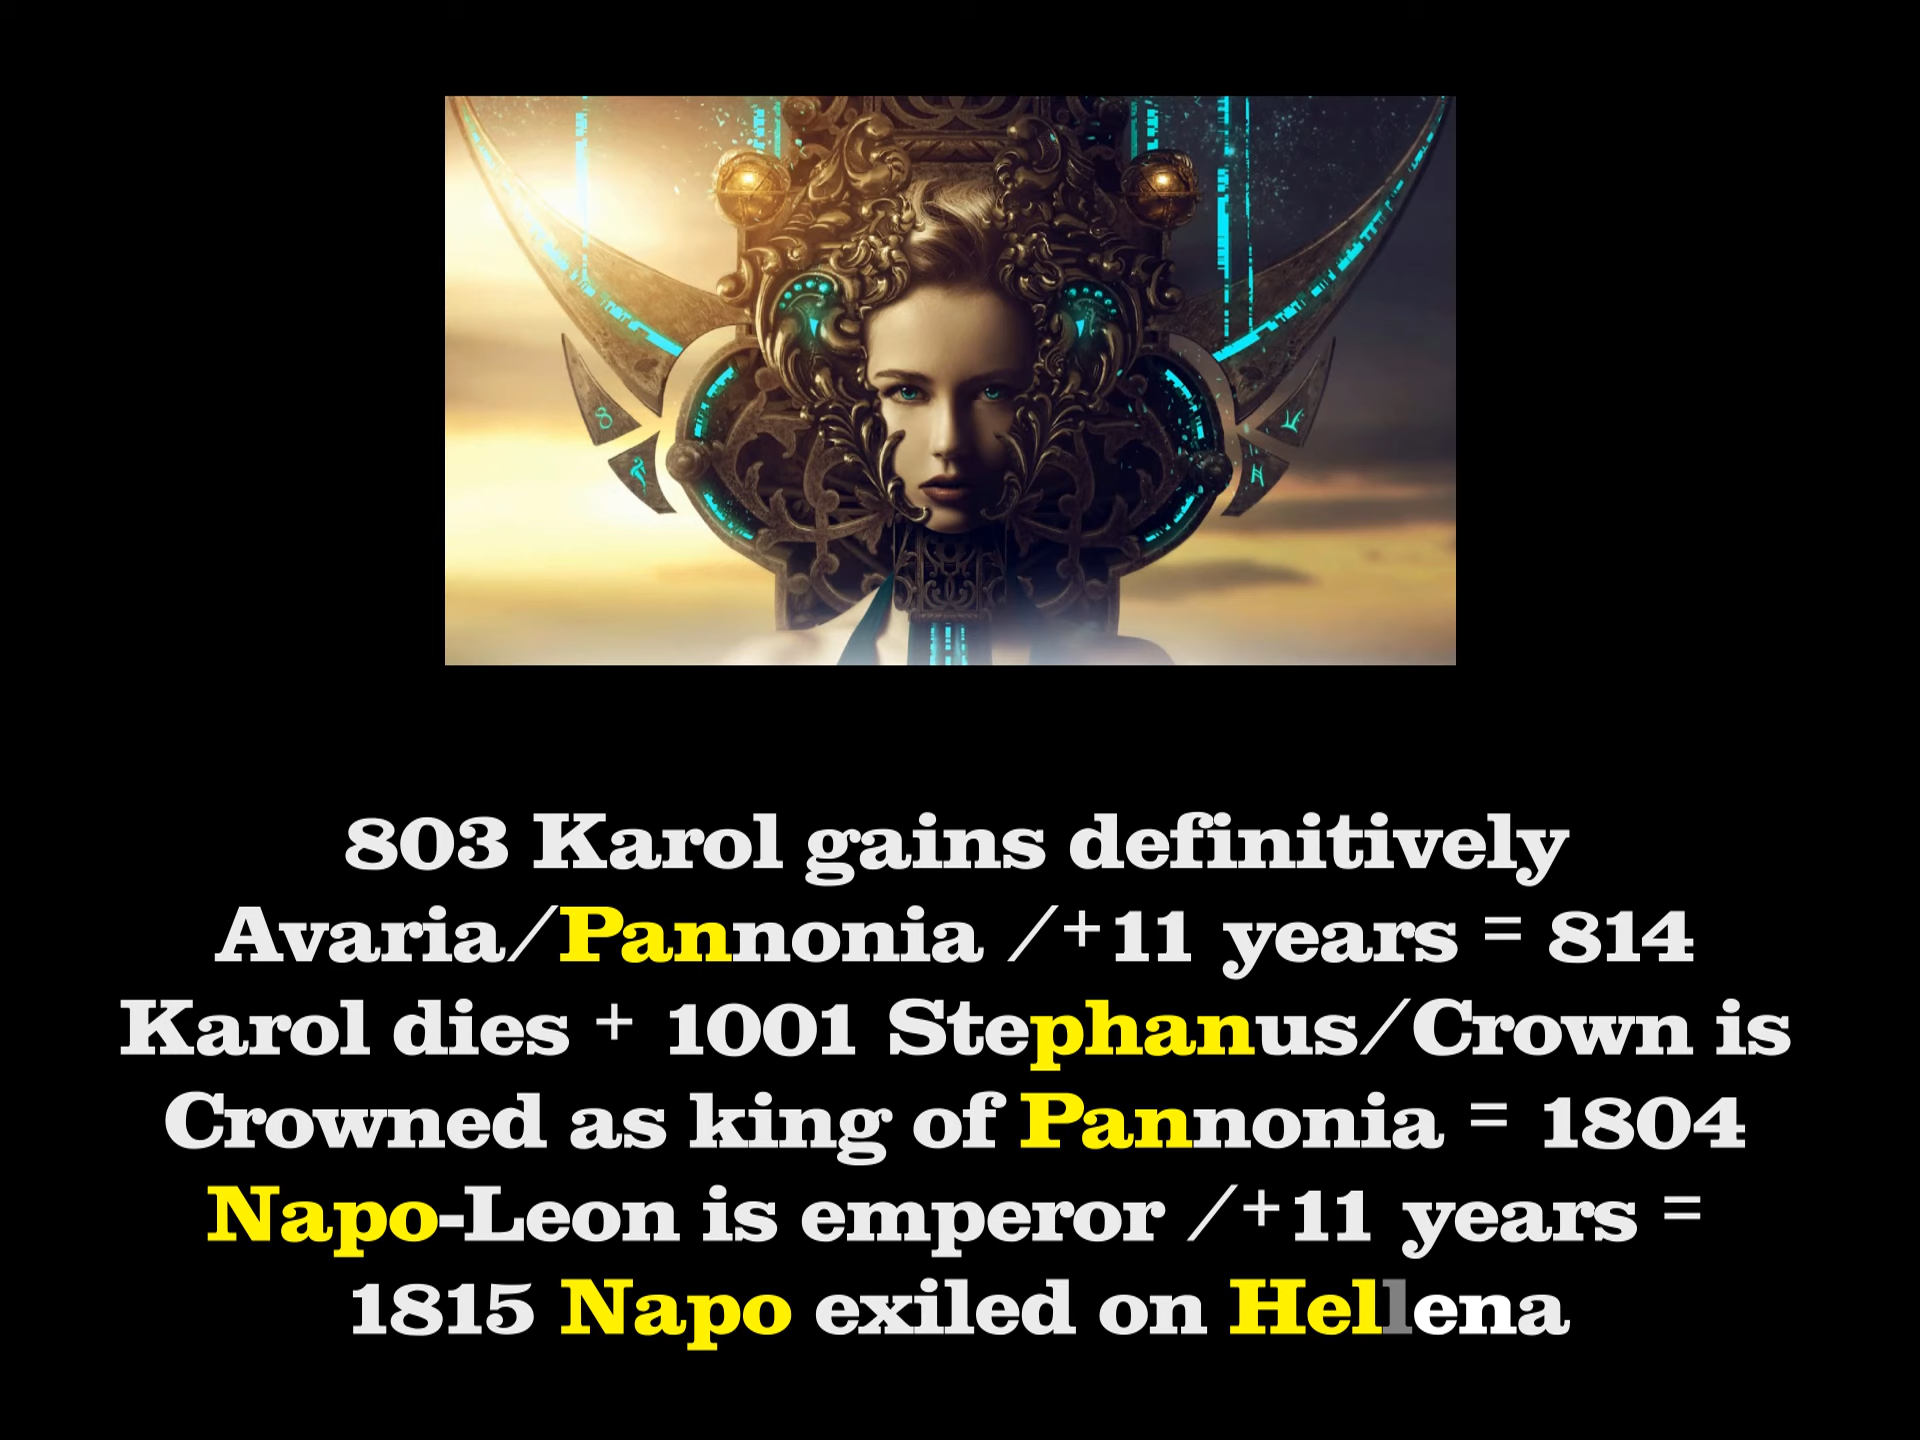 803 Karol gains definitively
Avaria/Pannonia /+11 years = 814
Karol dies + 1001 Stephanus/Crown is
Crowned as king of Pannonia = 1804
Napo-Leon is emperor /+11 years =
1815 Napo exiled on Hellena